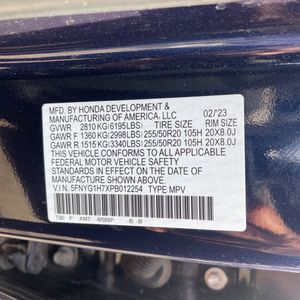 MFD. BY HONDA DEVELOPMENT &
MANUFACTURING OF AMERICA, LLC 02/23
GVWR 2810 KG(6195LBS) TIRE SIZE RIM SIZE
GAWR F 1360 KG(2998LBS) 255/50R20 105H 20X8.0J
GAWR R 1515 KG(3340LBS) 255/50R20 105H 20X8.0J
THIS VEHICLE CONFORMS TO ALL APPLICABLE
FEDERAL MOTOR VEHICLE SAFETY
STANDARDS IN EFFECT ON THE DATE OF
MANUFACTURE SHOWN ABOVE.
V.I.N. 5FNYG1H7XPB012254 TYPE MPV
T90 P AM7 -B588P -B -B